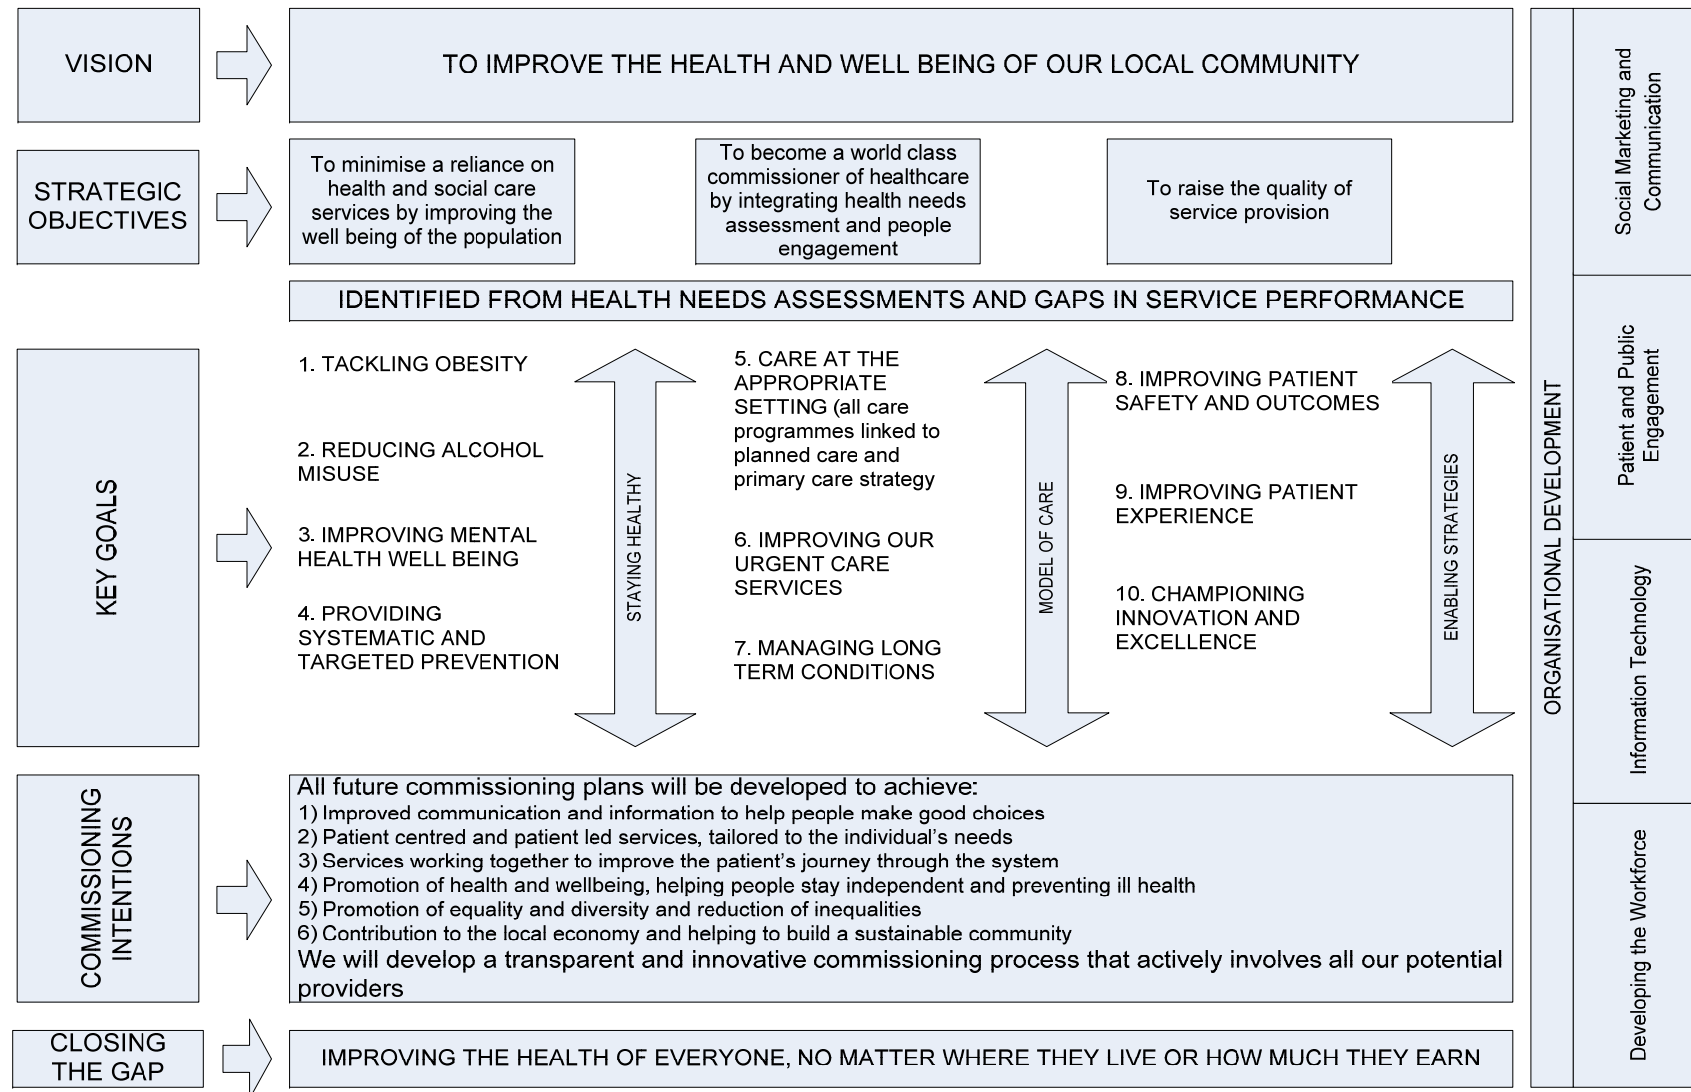 VISION
TO IMPROVE THE HEALTH AND WELL BEING OF OUR LOCAL COMMUNITY
STRATEGIC
OBJECTIVES
To minimise a reliance on
health and social care
services by improving the
well being of the population
To become a world class
commissioner of healthcare
by integrating health needs
assessment and people
engagement
To raise the quality of
service provision
IDENTIFIED FROM HEALTH NEEDS ASSESSMENTS AND GAPS IN SERVICE PERFORMANCE
KEY GOALS
1. TACKLING OBESITY
2. REDUCING ALCOHOL
MISUSE
3. IMPROVING MENTAL
HEALTH WELL BEING
4. PROVIDING
SYSTEMATIC AND
TARGETED PREVENTION
STAYING HEALTHY
5. CARE AT THE
APPROPRIATE
SETTING (all care
programmes linked to
planned care and
primary care strategy
6. IMPROVING OUR
URGENT CARE
SERVICES
7. MANAGING LONG
TERM CONDITIONS
MODEL OF CARE
8. IMPROVING PATIENT
SAFETY AND OUTCOMES
9. IMPROVING PATIENT
EXPERIENCE
10. CHAMPIONING
INNOVATION AND
EXCELLENCE
ENABLING STRATEGIES
COMMISSIONING
INTENTIONS
All future commissioning plans will be developed to achieve:
1) Improved communication and information to help people make good choices
2) Patient centred and patient led services, tailored to the individual's needs
3) Services working together to improve the patient's journey through the system
4) Promotion of health and wellbeing, helping people stay independent and preventing ill health
5) Promotion of equality and diversity and reduction of inequalities
6) Contribution to the local economy and helping to build a sustainable community
We will develop a transparent and innovative commissioning process that actively involves all our potential
providers
CLOSING
THE GAP
IMPROVING THE HEALTH OF EVERYONE, NO MATTER WHERE THEY LIVE OR HOW MUCH THEY EARN
ORGANISATIONAL DEVELOPMENT
Social Marketing and
Communication
Patient and Public
Engagement
Information Technology
Developing the Workforce